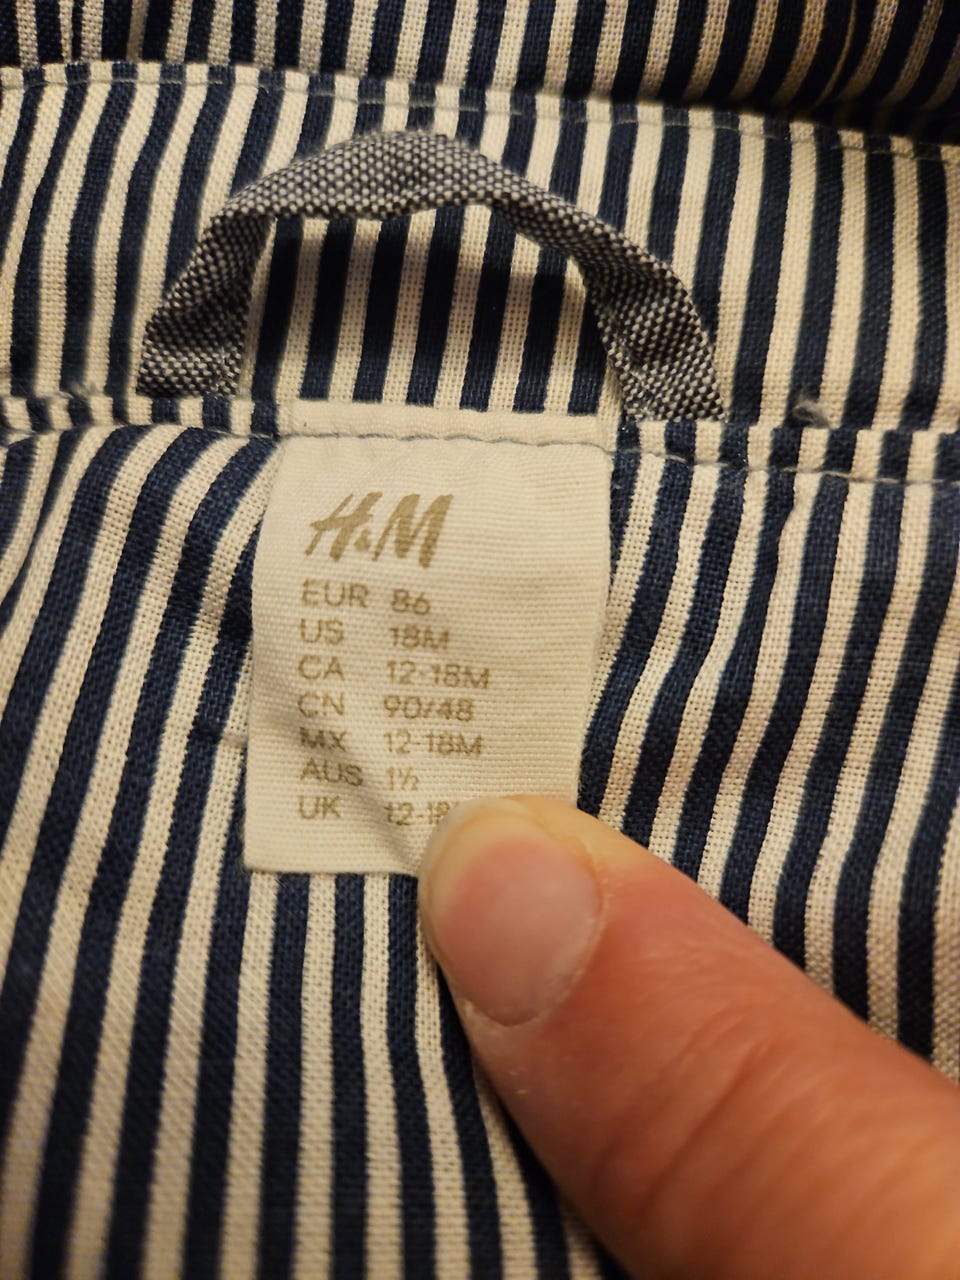 H&M
EUR 86
US 18M
CA 12-18M
CN 90/48
MX 12-18M
AUS 1½
UK